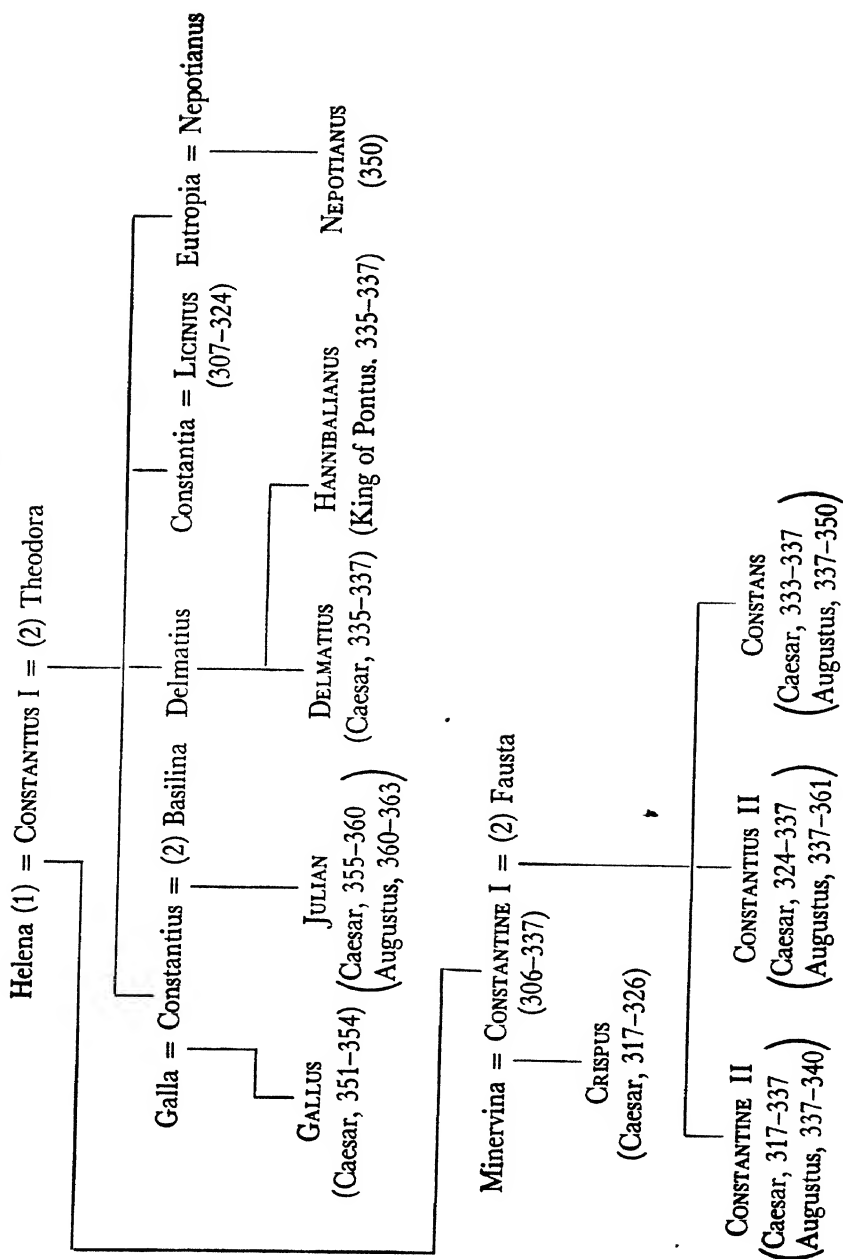 Helena (1) = CONSTANTIUS I = (2) Theodora
Galla = Constantius = (2) Basilina Delmatius Constantia = LICINIUS Eutropia = Nepotianus
(307–324)
GALLUS JULIAN DELMATIUS HANNIBALIANUS NEPOTIANUS
(Caesar, 351–354) (Caesar, 355–360) (Caesar, 335–337) (King of Pontus. 335–337) (350)
(Augustus, 360–363)
Minervina = CONSTANTINE I = (2) Fausta
(306–337)
CRISPUS
(Caesar, 317–326)
CONSTANTINE II CONSTANTIUS II CONSTANS
(Caesar, 317–337 (Caesar, 324–337 (Caesar, 333–337
(Augustus, 337–340) (Augustus, 337–361) (Augustus, 337–350)